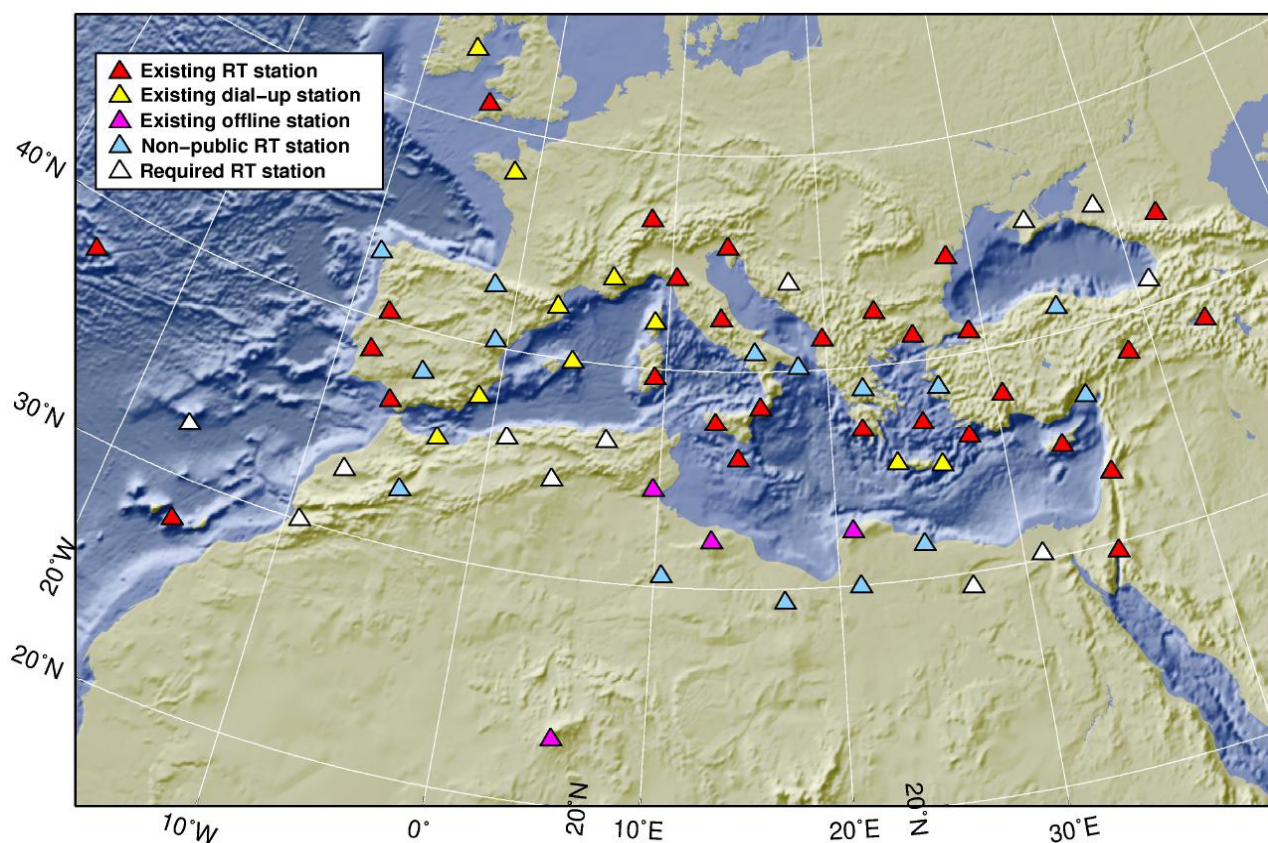 Existing RT station
Existing dial-up station
Existing offline station
Non-public RT station
Required RT station
40°N
30°N
20°W
20°N
10°W
0°
20°N
10°E
20°E
20°N
30°E